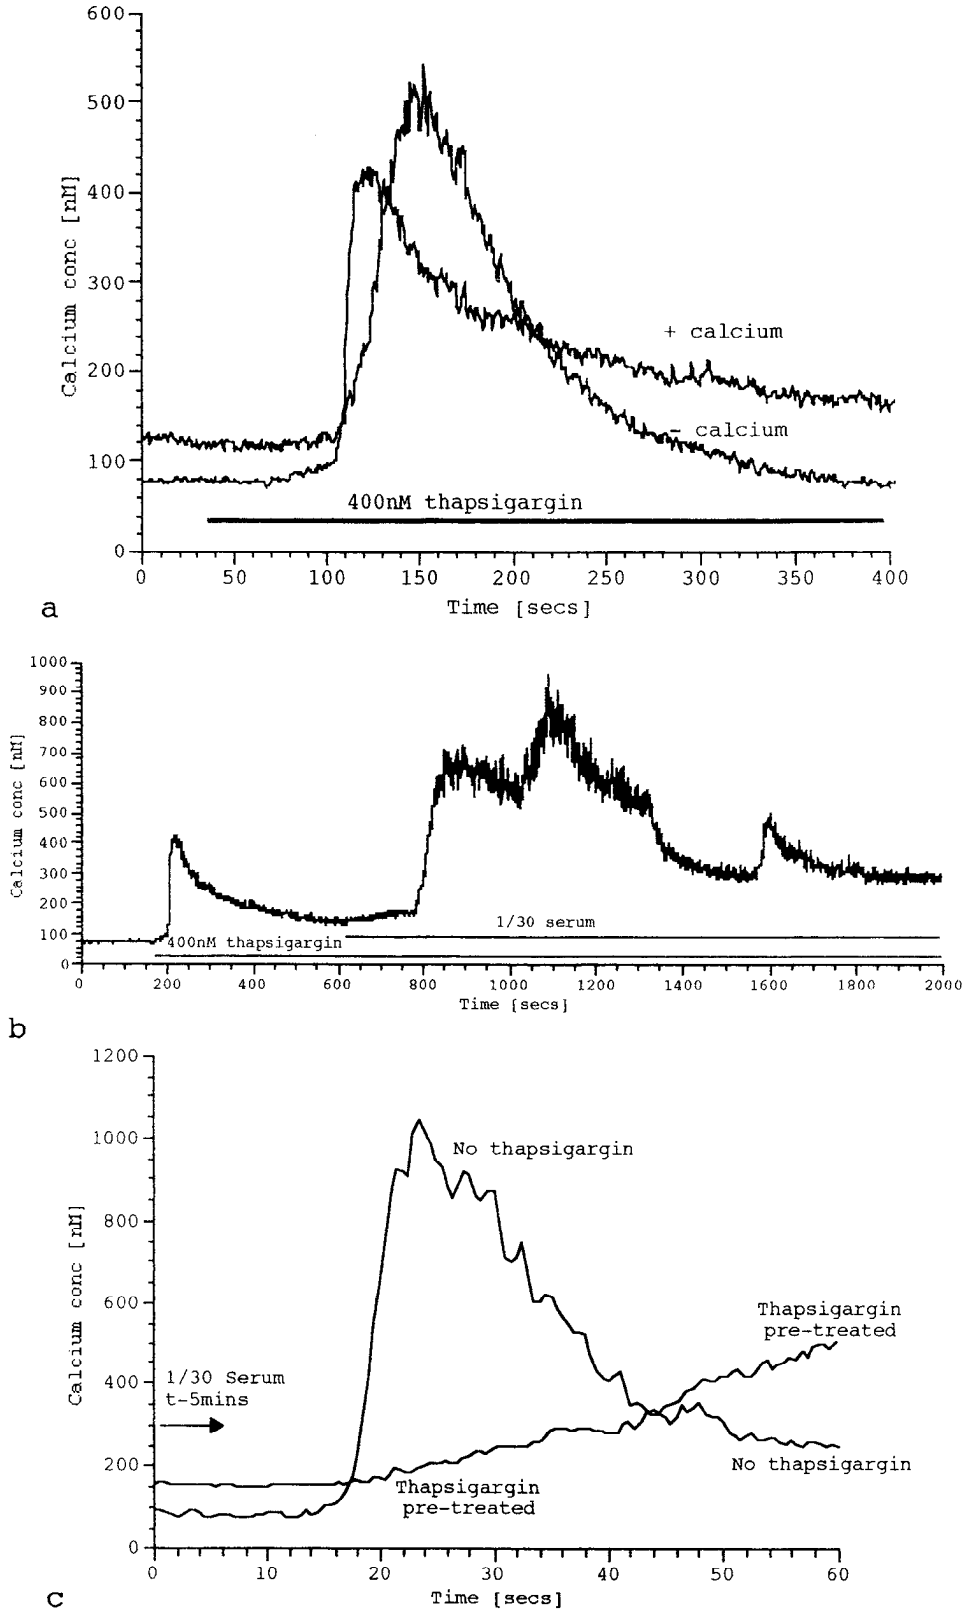 600
500
400
300
200
100
0
Calcium conc [nM]
+ calcium
- calcium
400nM thapsigargin
0 50 100 150 200 250 300 350 400
Time [secs]
a
1000
900
800
700
600
500
400
300
200
100
0
Calcium conc [nM]
1/30 serum
400nM thapsigargin
0 200 400 600 800 1000 1200 1400 1600 1800 2000
Time [secs]
b
1200
1000
800
600
400
200
0
Calcium conc [nM]
No thapsigargin
Thapsigargin
pre-treated
1/30 Serum
t-5mins
No thapsigargin
Thapsigargin
pre-treated
0 10 20 30 40 50 60
Time [secs]
c